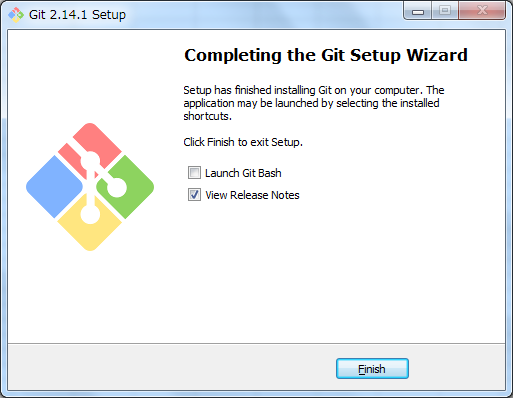 Git 2.14.1 Setup
Completing the Git Setup Wizard
Setup has finished installing Git on your computer. The
application may be launched by selecting the installed
shortcuts.
Click Finish to exit Setup.
Launch Git Bash
View Release Notes
Finish